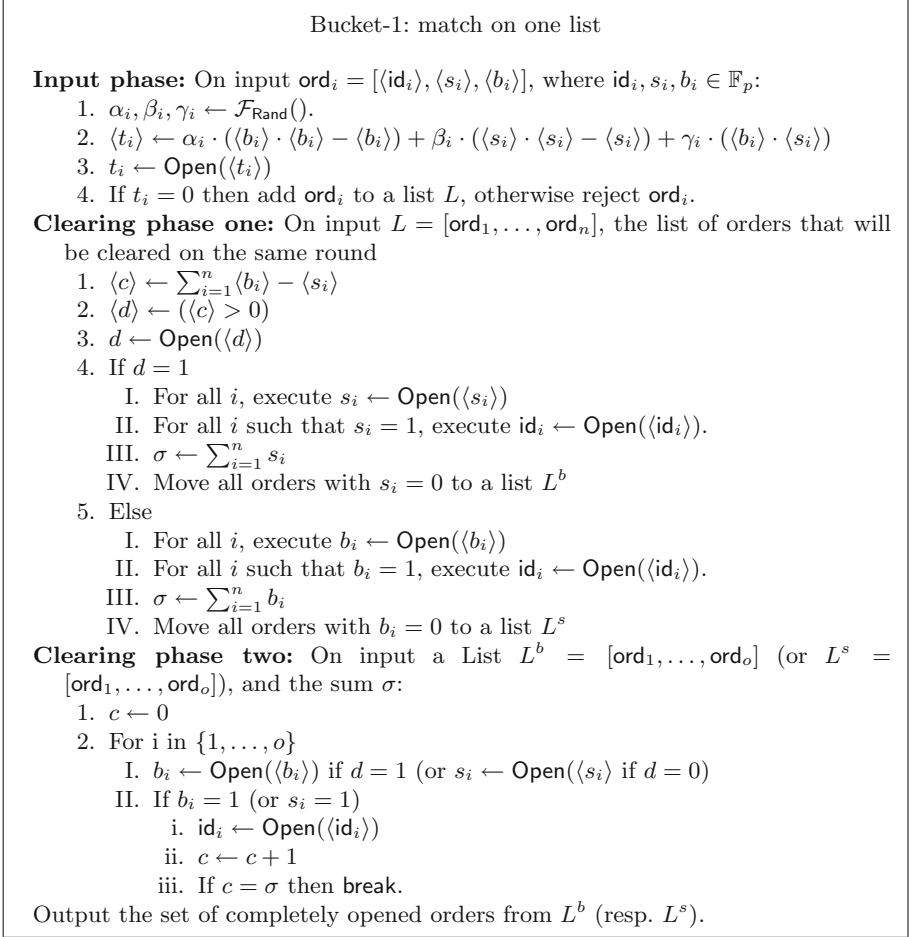 Bucket-1: match on one list
Input phase: On input ord_i = [⟨id_i⟩, ⟨s_i⟩, ⟨b_i⟩], where id_i, s_i, b_i ∈ 𝔽_p:
1. α_i, β_i, γ_i ← ℱ_Rand().
2. ⟨t_i⟩ ← α_i · (⟨b_i⟩ · ⟨b_i⟩ − ⟨b_i⟩) + β_i · (⟨s_i⟩ · ⟨s_i⟩ − ⟨s_i⟩) + γ_i · (⟨b_i⟩ · ⟨s_i⟩)
3. t_i ← Open(⟨t_i⟩)
4. If t_i = 0 then add ord_i to a list L, otherwise reject ord_i.
Clearing phase one: On input L = [ord_1, . . . , ord_n], the list of orders that will
be cleared on the same round
1. ⟨c⟩ ← ∑_{i=1}^n ⟨b_i⟩ − ⟨s_i⟩
2. ⟨d⟩ ← (⟨c⟩ > 0)
3. d ← Open(⟨d⟩)
4. If d = 1
I. For all i, execute s_i ← Open(⟨s_i⟩)
II. For all i such that s_i = 1, execute id_i ← Open(⟨id_i⟩).
III. σ ← ∑_{i=1}^n s_i
IV. Move all orders with s_i = 0 to a list L^b
5. Else
I. For all i, execute b_i ← Open(⟨b_i⟩)
II. For all i such that b_i = 1, execute id_i ← Open(⟨id_i⟩).
III. σ ← ∑_{i=1}^n b_i
IV. Move all orders with b_i = 0 to a list L^s
Clearing phase two: On input a List L^b = [ord_1, . . . , ord_o] (or L^s =
[ord_1, . . . , ord_o]), and the sum σ:
1. c ← 0
2. For i in {1, . . . , o}
I. b_i ← Open(⟨b_i⟩) if d = 1 (or s_i ← Open(⟨s_i⟩ if d = 0)
II. If b_i = 1 (or s_i = 1)
i. id_i ← Open(⟨id_i⟩)
ii. c ← c + 1
iii. If c = σ then break.
Output the set of completely opened orders from L^b (resp. L^s).